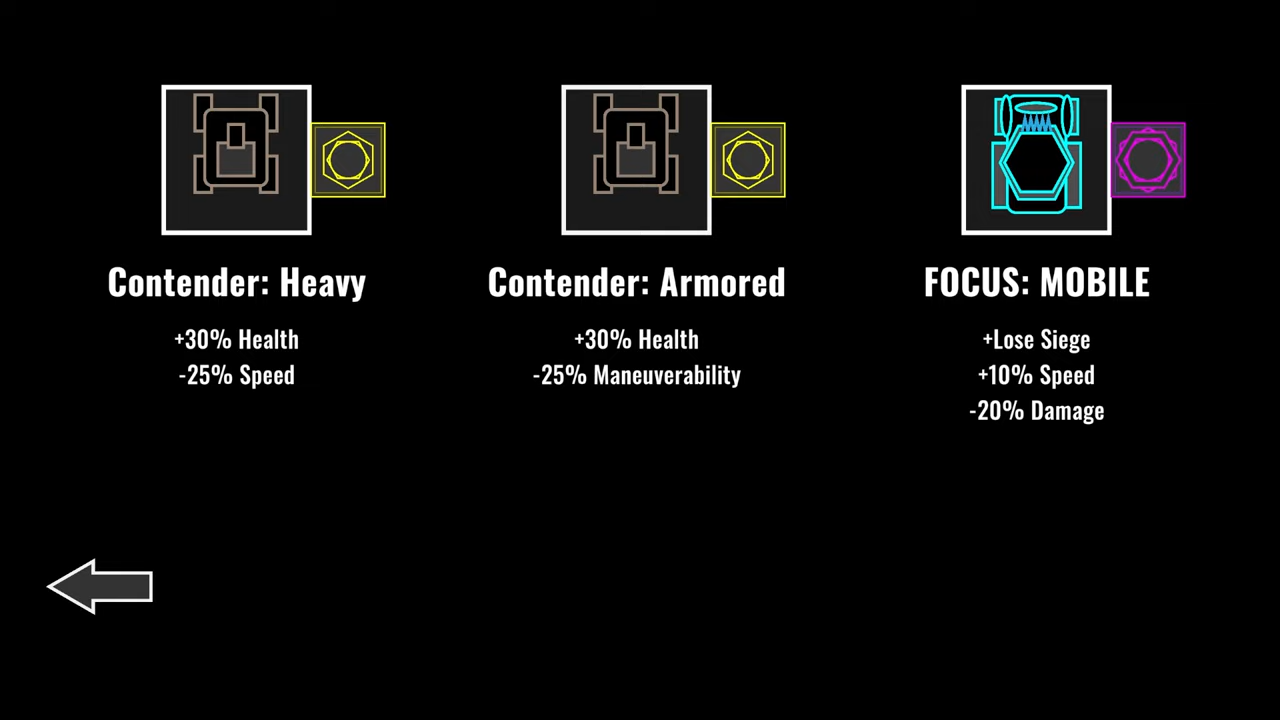 Contender: Heavy
+30% Health
-25% Speed
Contender: Armored
+30% Health
-25% Maneuverability
FOCUS: MOBILE
+Lose Siege
+10% Speed
-20% Damage